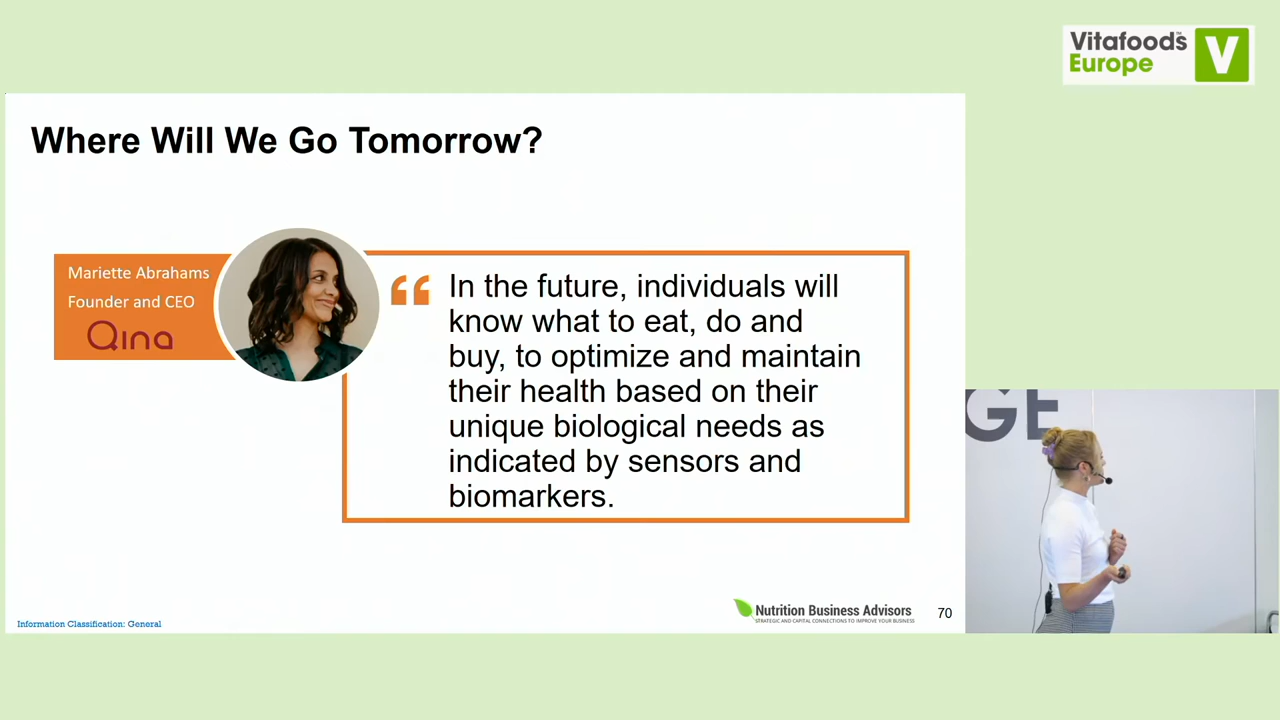 Vitafoods
Europe
V
Where Will We Go Tomorrow?
Mariette Abrahams
Founder and CEO
Qina
“
In the future, individuals will
know what to eat, do and
buy, to optimize and maintain
their health based on their
unique biological needs as
indicated by sensors and
biomarkers.
GE
Nutrition Business Advisors
STRATEGIC AND CAPITAL CONNECTIONS TO IMPROVE YOUR BUSINESS
70
Information Classification: General